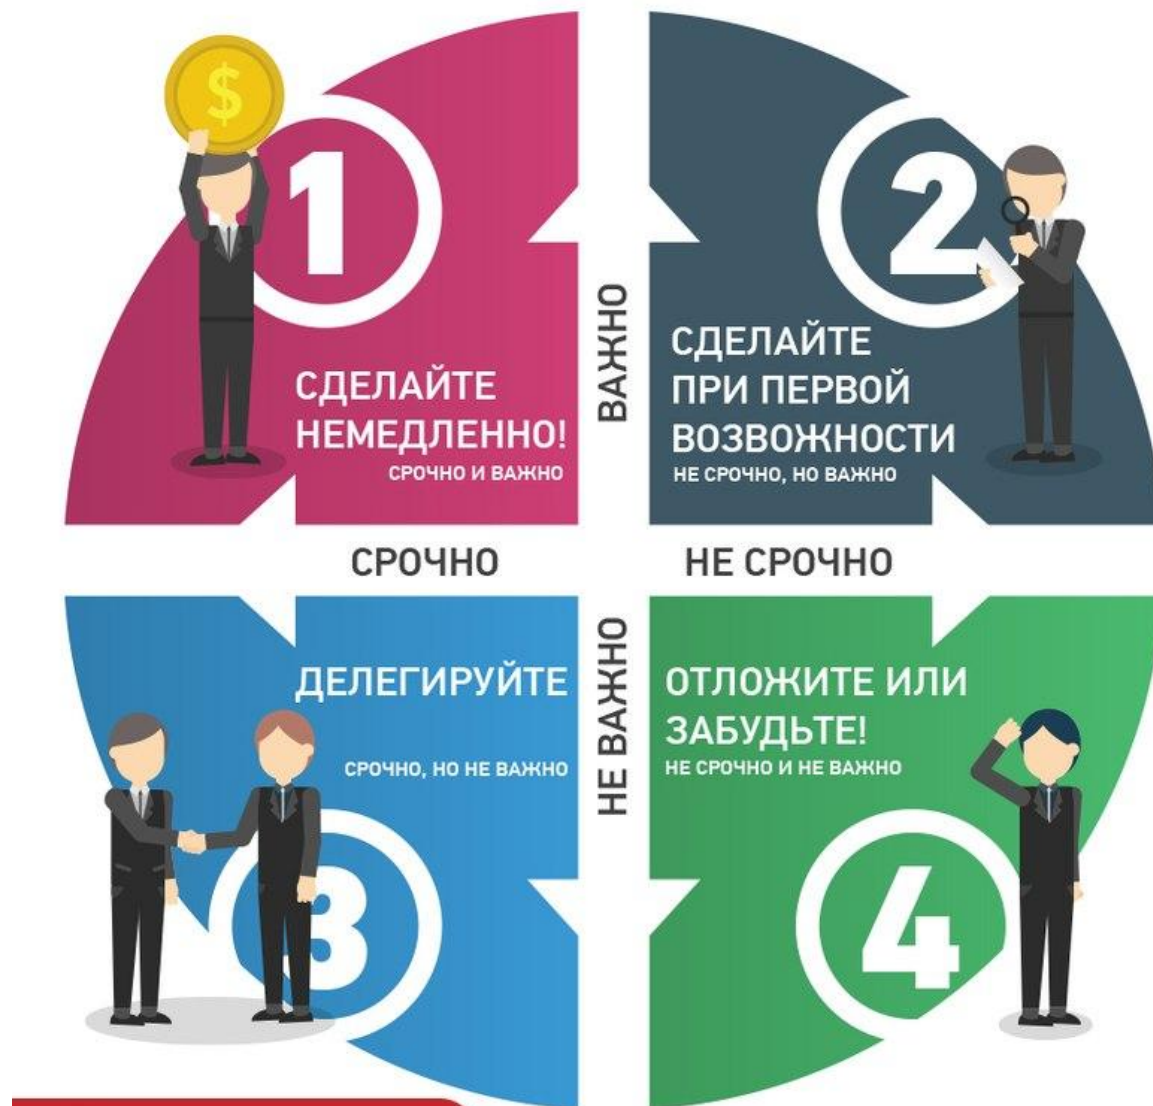 $
1
СДЕЛАЙТЕ
НЕМЕДЛЕННО!
СРОЧНО И ВАЖНО
ВАЖНО
2
СДЕЛАЙТЕ
ПРИ ПЕРВОЙ
ВОЗВОЖНОСТИ
НЕ СРОЧНО, НО ВАЖНО
СРОЧНО
НЕ СРОЧНО
ДЕЛЕГИРУЙТЕ
СРОЧНО, НО НЕ ВАЖНО
3
НЕ ВАЖНО
ОТЛОЖИТЕ ИЛИ
ЗАБУДЬТЕ!
НЕ СРОЧНО И НЕ ВАЖНО
4